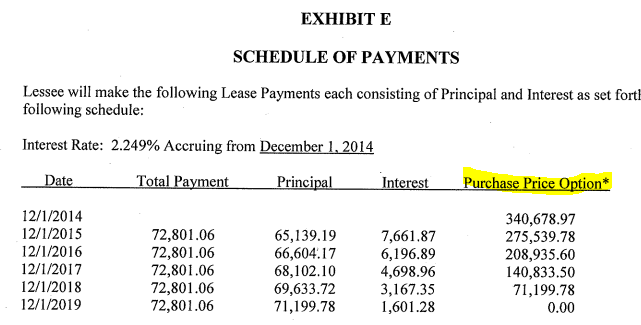 EXHIBIT E
SCHEDULE OF PAYMENTS
Lessee will make the following Lease Payments each consisting of Principal and Interest as set forth
following schedule:
Interest Rate: 2.249% Accruing from December 1, 2014
Date Total Payment Principal Interest Purchase Price Option*
12/1/2014 340,678.97
12/1/2015 72,801.06 65,139.19 7,661.87 275,539.78
12/1/2016 72,801.06 66,604.17 6,196.89 208,935.60
12/1/2017 72,801.06 68,102.10 4,698.96 140,833.50
12/1/2018 72,801.06 69,633.72 3,167.35 71,199.78
12/1/2019 72,801.06 71,199.78 1,601.28 0.00